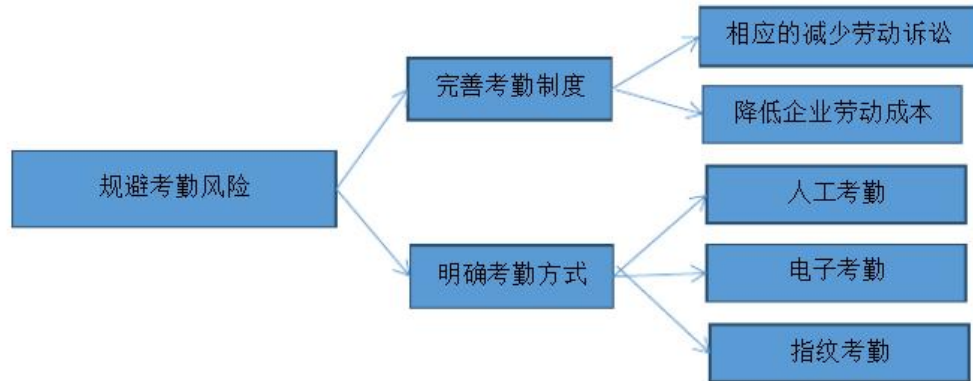 规避考勤风险
完善考勤制度
相应的减少劳动诉讼
降低企业劳动成本
明确考勤方式
人工考勤
电子考勤
指纹考勤